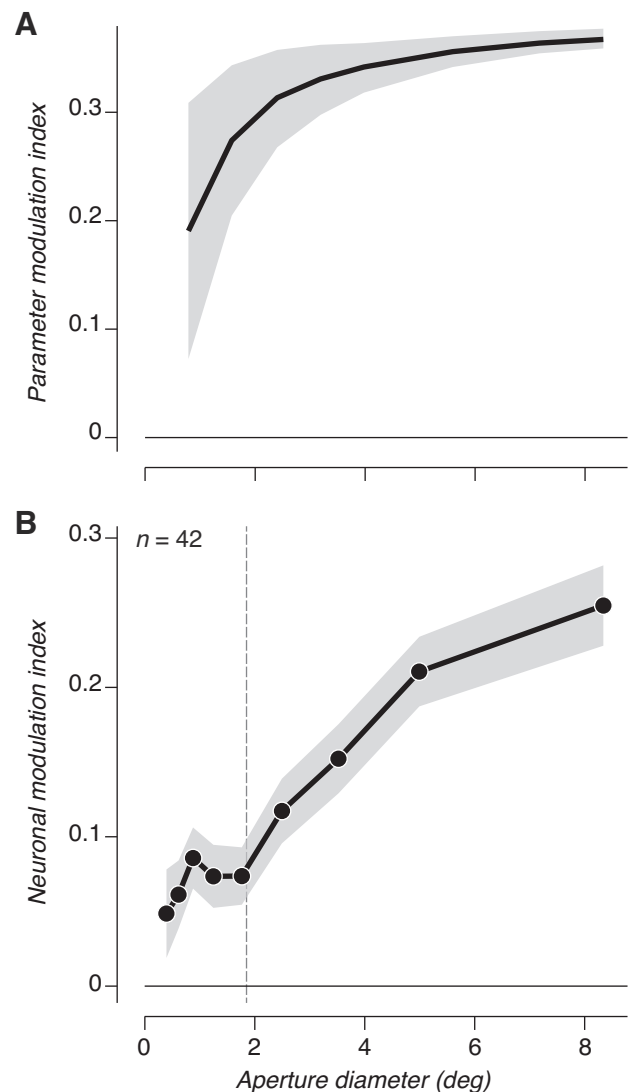 A
Parameter modulation index
0.3
0.2
0.1
0
B
n = 42
Neuronal modulation index
0.3
0.2
0.1
0
0 2 4 6 8
Aperture diameter (deg)